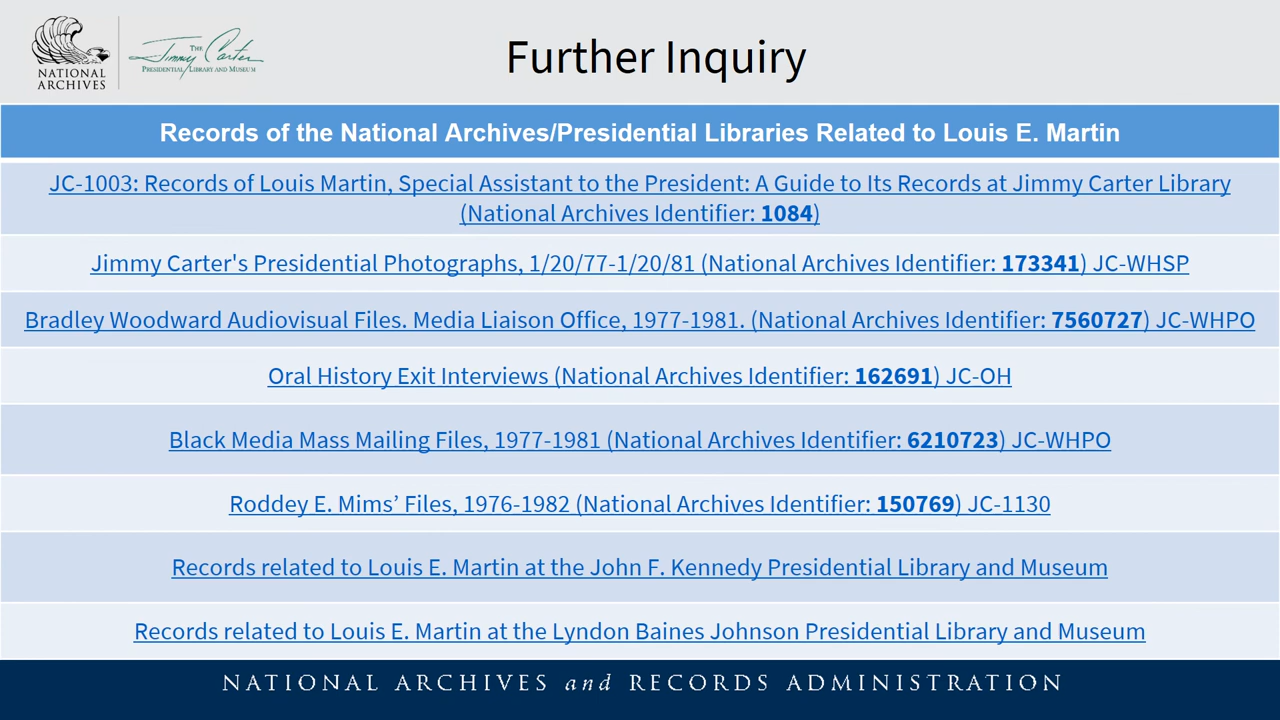 NATIONAL
ARCHIVES
THE
Jimmy Carter
PRESIDENTIAL LIBRARY AND MUSEUM
Further Inquiry
Records of the National Archives/Presidential Libraries Related to Louis E. Martin
JC-1003: Records of Louis Martin, Special Assistant to the President: A Guide to Its Records at Jimmy Carter Library
(National Archives Identifier: 1084)
Jimmy Carter's Presidential Photographs, 1/20/77-1/20/81 (National Archives Identifier: 173341) JC-WHSP
Bradley Woodward Audiovisual Files. Media Liaison Office, 1977-1981. (National Archives Identifier: 7560727) JC-WHPO
Oral History Exit Interviews (National Archives Identifier: 162691) JC-OH
Black Media Mass Mailing Files, 1977-1981 (National Archives Identifier: 6210723) JC-WHPO
Roddey E. Mims’ Files, 1976-1982 (National Archives Identifier: 150769) JC-1130
Records related to Louis E. Martin at the John F. Kennedy Presidential Library and Museum
Records related to Louis E. Martin at the Lyndon Baines Johnson Presidential Library and Museum
NATIONAL ARCHIVES and RECORDS ADMINISTRATION